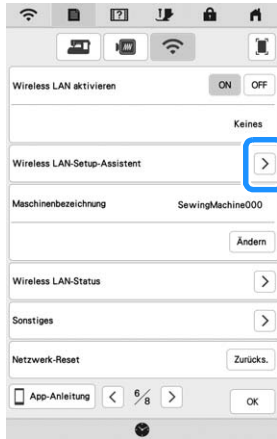 Wireless LAN aktivieren ON OFF
Keines
Wireless LAN-Setup-Assistent
Maschinenbezeichnung SewingMachine000
Ändern
Wireless LAN-Status
Sonstiges
Netzwerk-Reset Zurücks.
App-Anleitung 6/8 OK